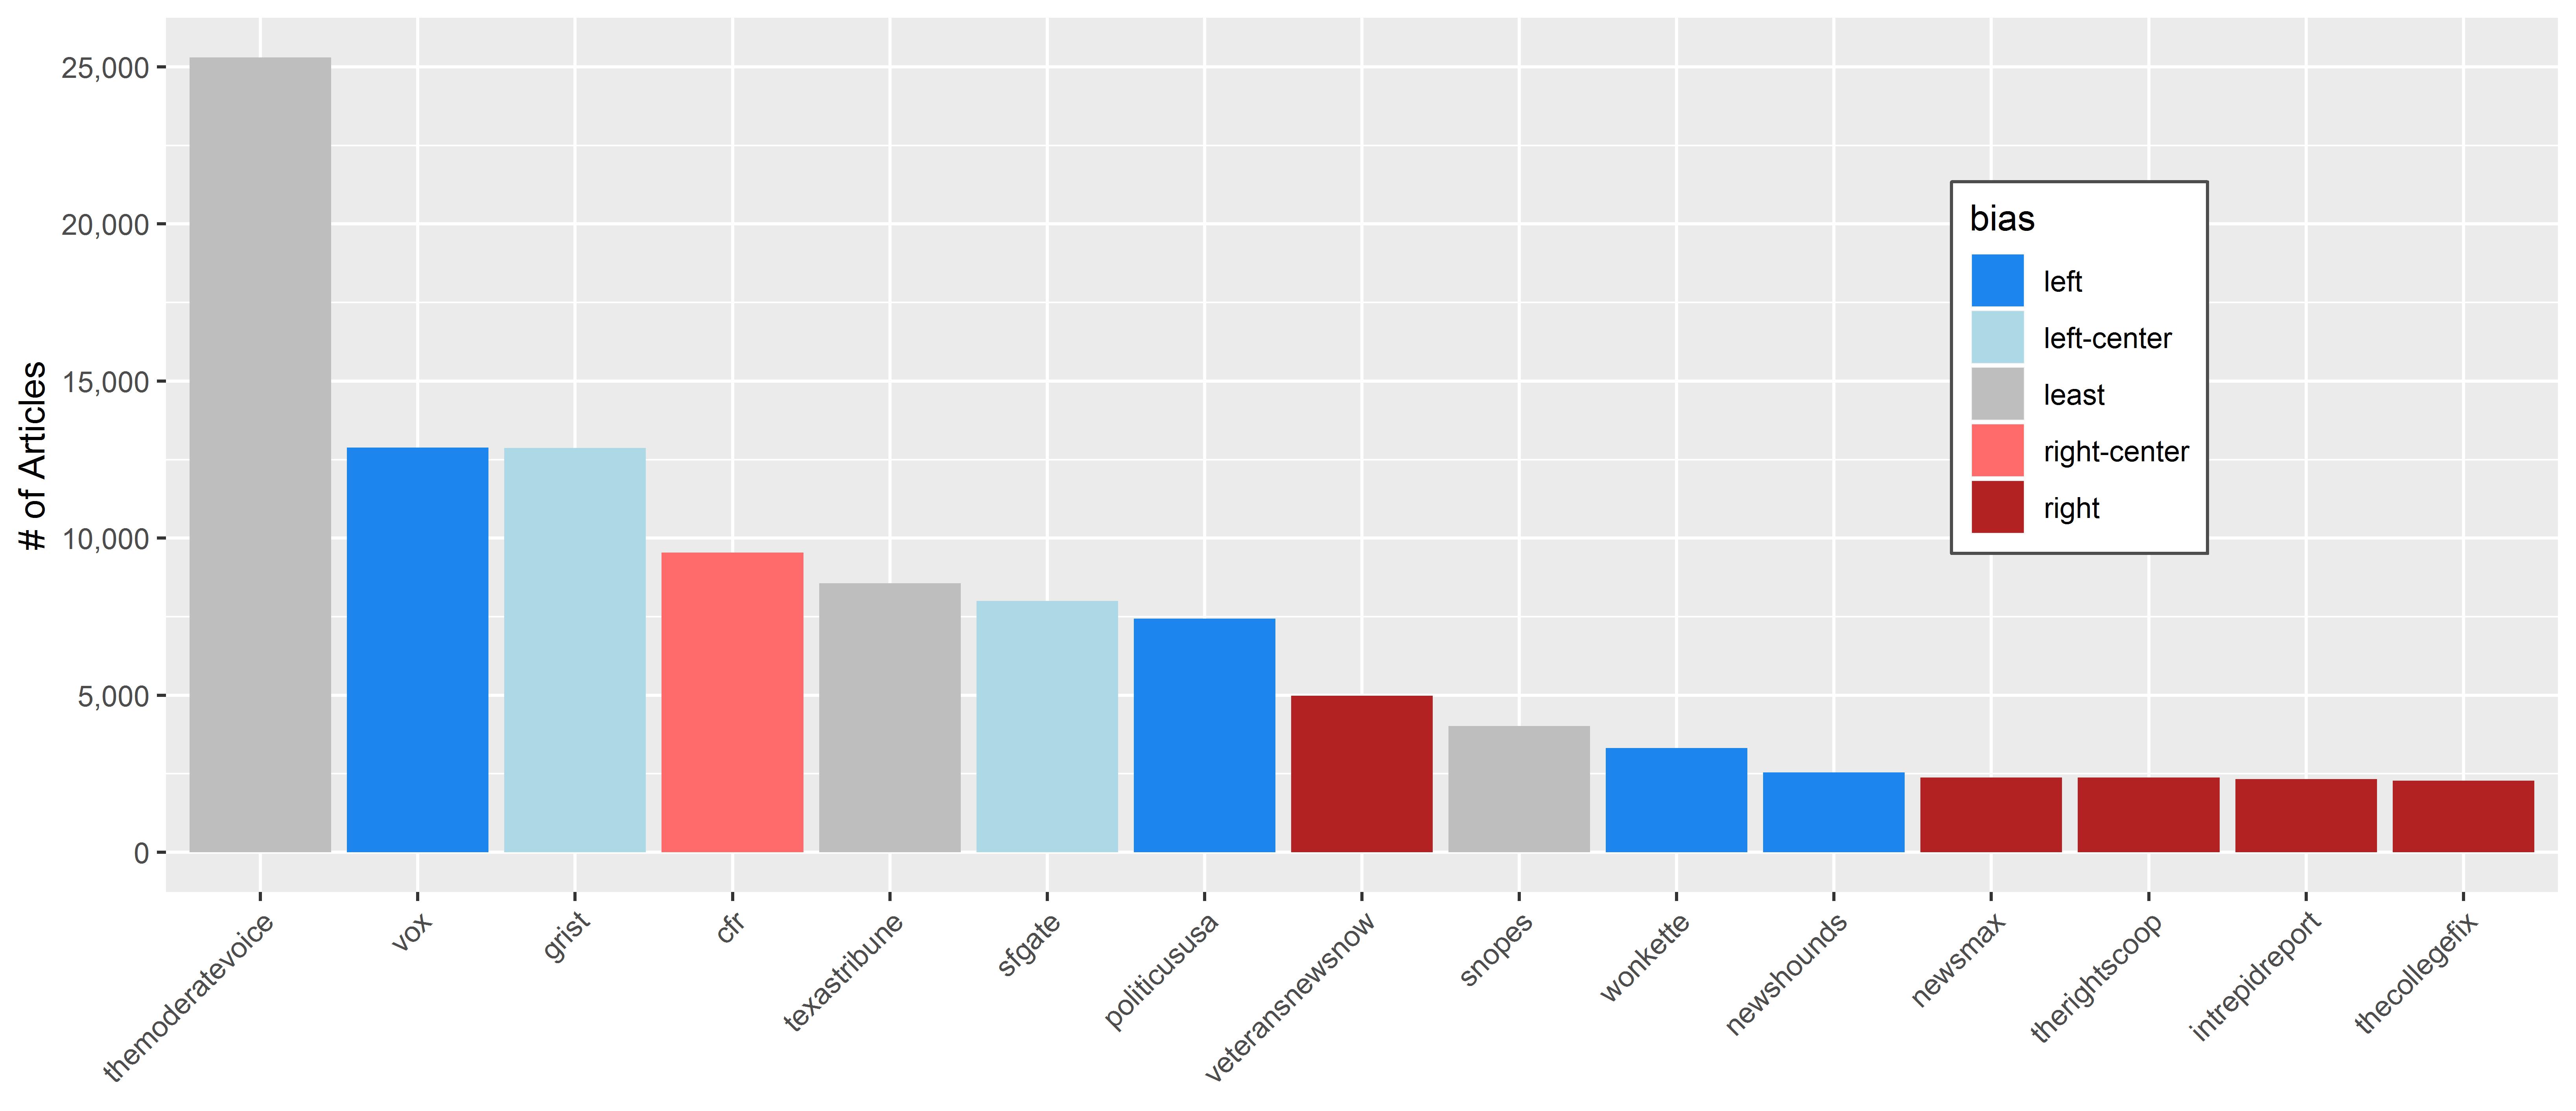 # of Articles
25,000
20,000
15,000
10,000
5,000
0
bias
left
left-center
least
right-center
right
themoderatevoice
vox
grist
cfr
texastribune
sfgate
politicususa
veteransnewsnow
snopes
wonkette
newshounds
newsmax
therightscoop
intrepidreport
thecollegefix